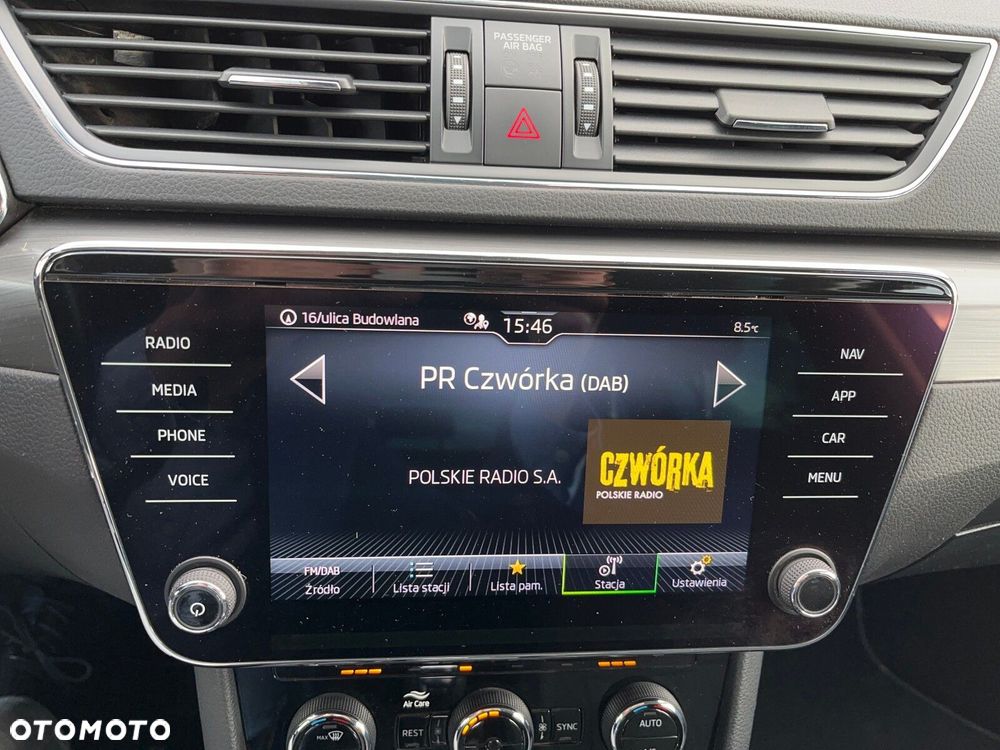 PASSENGER
AIR BAG
16/ulica Budowlana
15:46
8.5°c
RADIO
MEDIA
PHONE
VOICE
PR Czwórka (DAB)
POLSKIE RADIO S.A.
CZWÓRKA
POLSKIE RADIO
NAV
APP
CAR
MENU
FM/DAB
Źródło
Lista stacji
Lista pam.
Stacja
Ustawienia
Air Care
MAX
REST
SYNC
AUTO
OTOMOTO